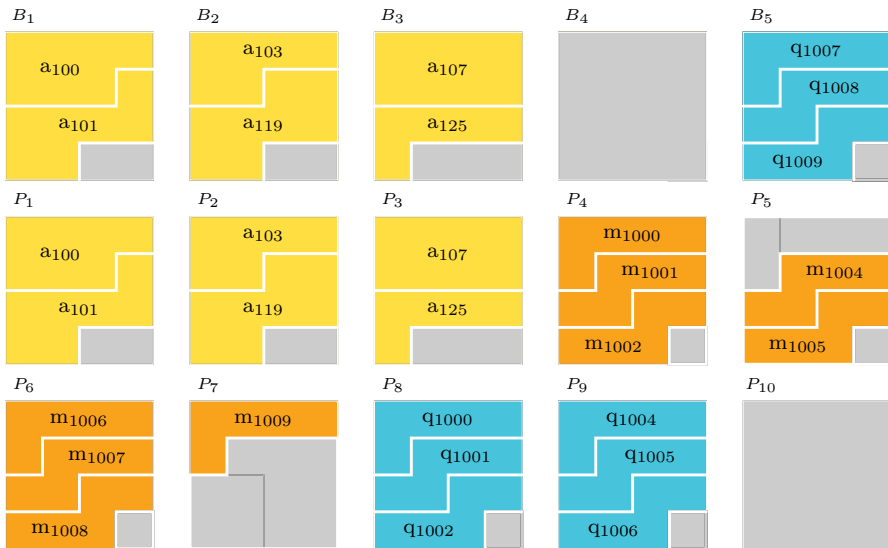 B₁ B₂ B₃ B₄ B₅
a₁₀₀ a₁₀₃ a₁₀₇ q₁₀₀₇
q₁₀₀₈
a₁₀₁ a₁₁₉ a₁₂₅
q₁₀₀₉
P₁ P₂ P₃ P₄ P₅
a₁₀₀ a₁₀₃ a₁₀₇ m₁₀₀₀
m₁₀₀₁ m₁₀₀₄
a₁₀₁ a₁₁₉ a₁₂₅
m₁₀₀₂ m₁₀₀₅
P₆ P₇ P₈ P₉ P₁₀
m₁₀₀₆ m₁₀₀₉ q₁₀₀₀ q₁₀₀₄
m₁₀₀₇ q₁₀₀₁ q₁₀₀₅
m₁₀₀₈ q₁₀₀₂ q₁₀₀₆